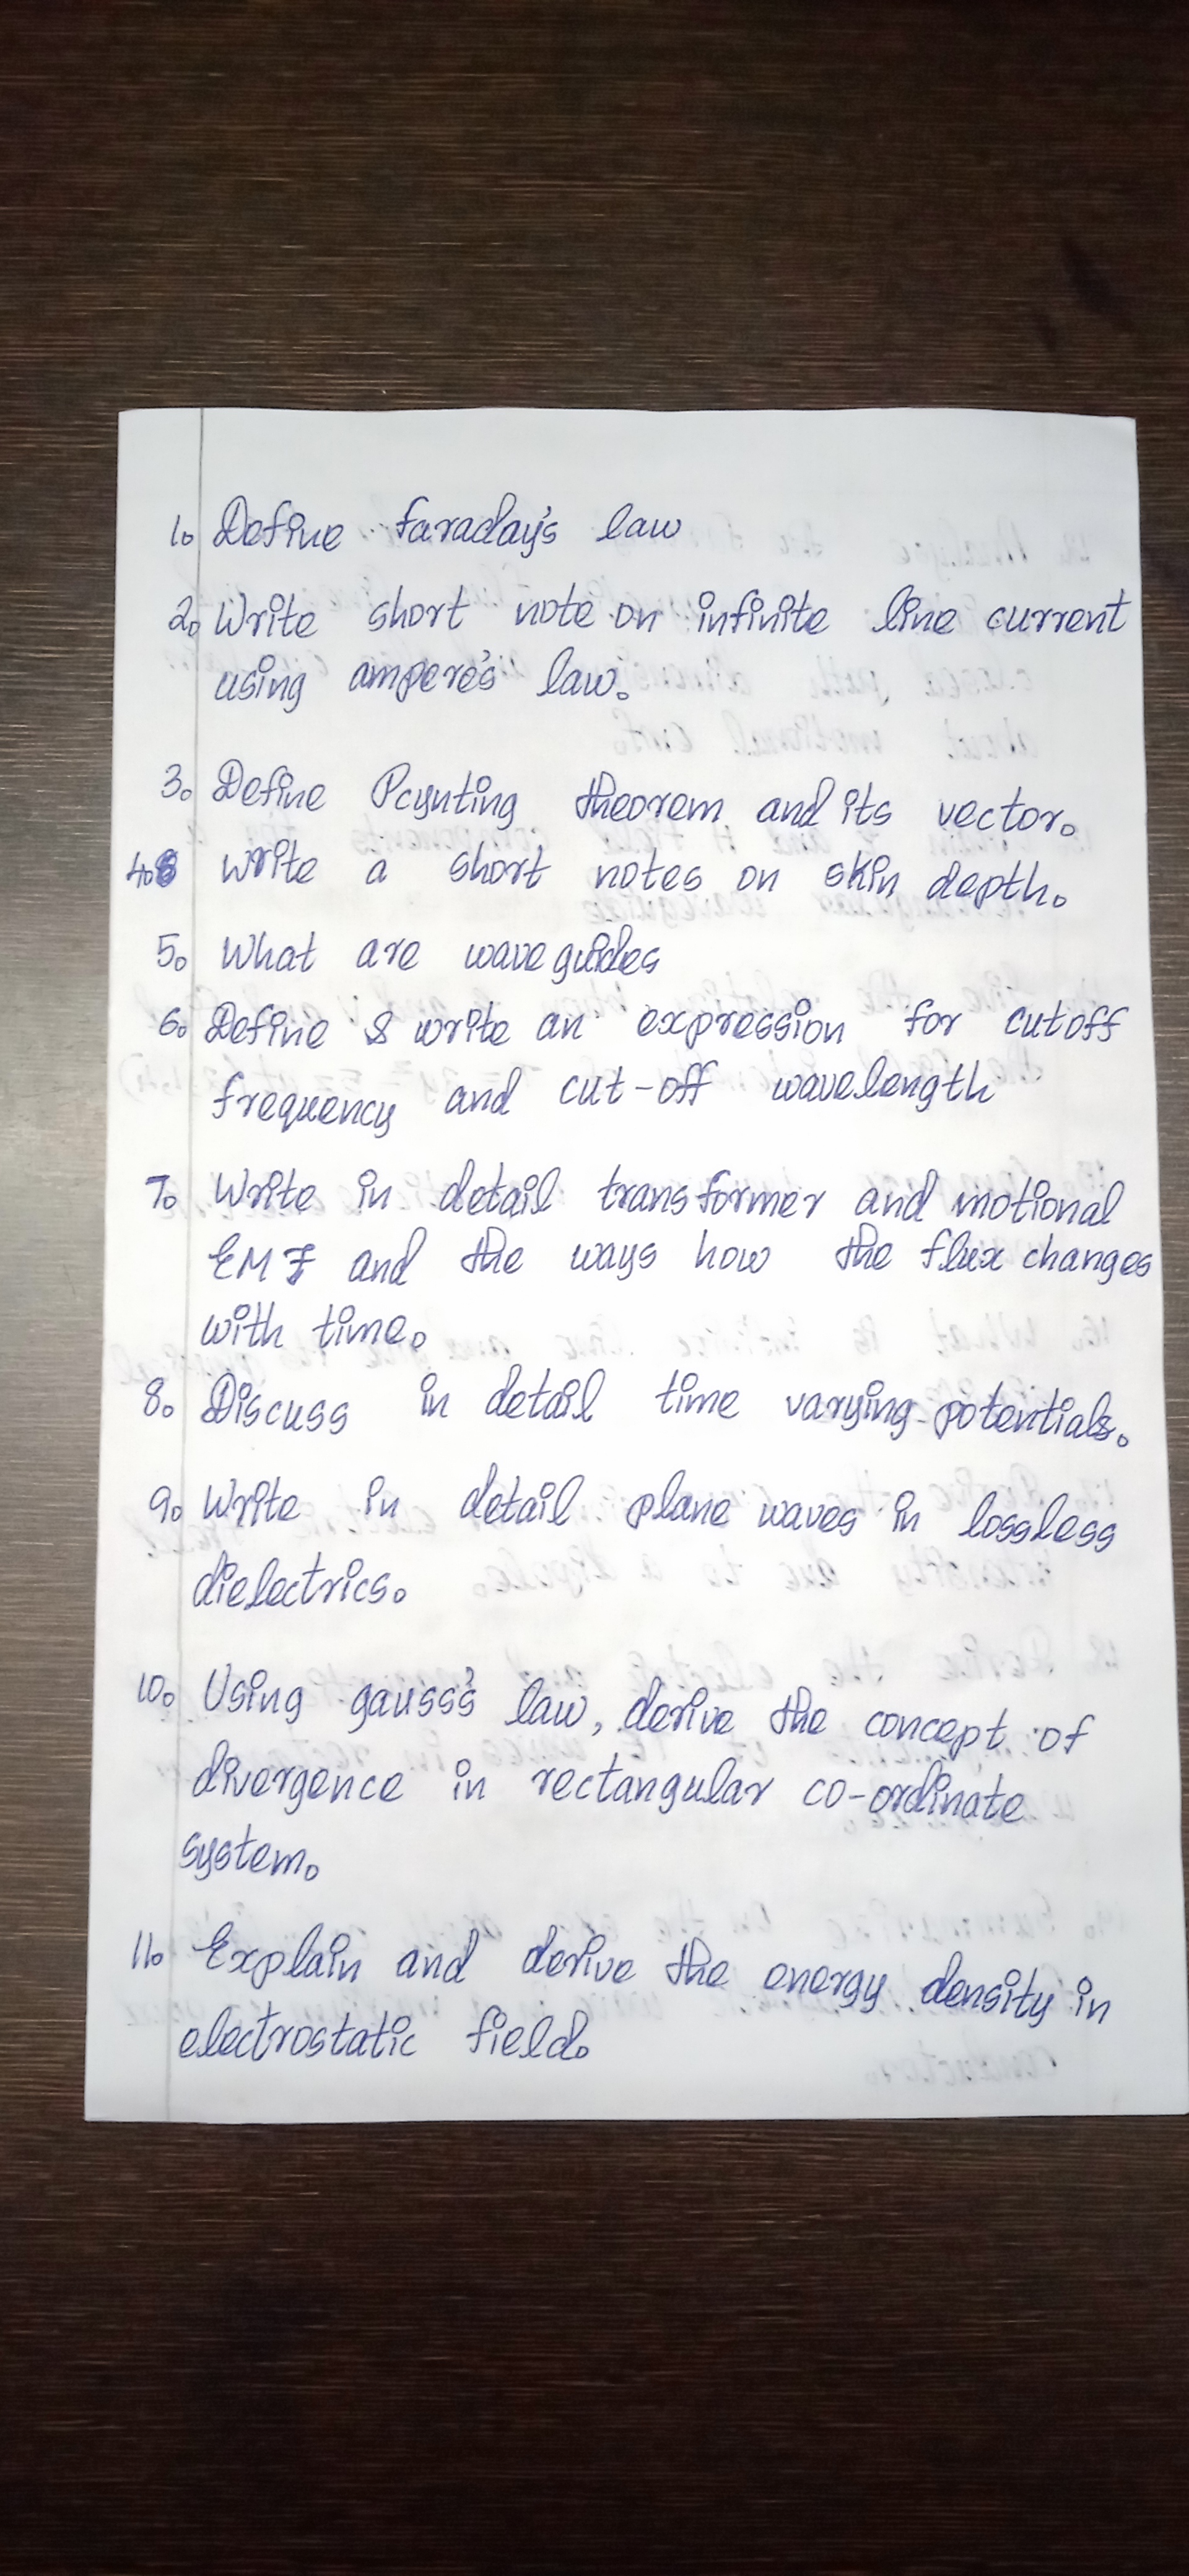 1. Define faraday's law
2. Write short note on infinite line current
using ampere's law.
3. Define Poynting theorem and its vector.
4. write a short notes on skin depth.
5. What are wave guides
6. Define & write an expression for cutoff
frequency and cut-off wavelength
7. Write in detail transformer and motional
EMF and the ways how the flux changes
with time.
8. Discuss in detail time varying potentials.
9. Write in detail plane waves in lossless
dielectrics.
10. Using gauss's law, derive the concept of
divergence in rectangular co-ordinate
system.
11. Explain and derive the energy density in
electrostatic field.